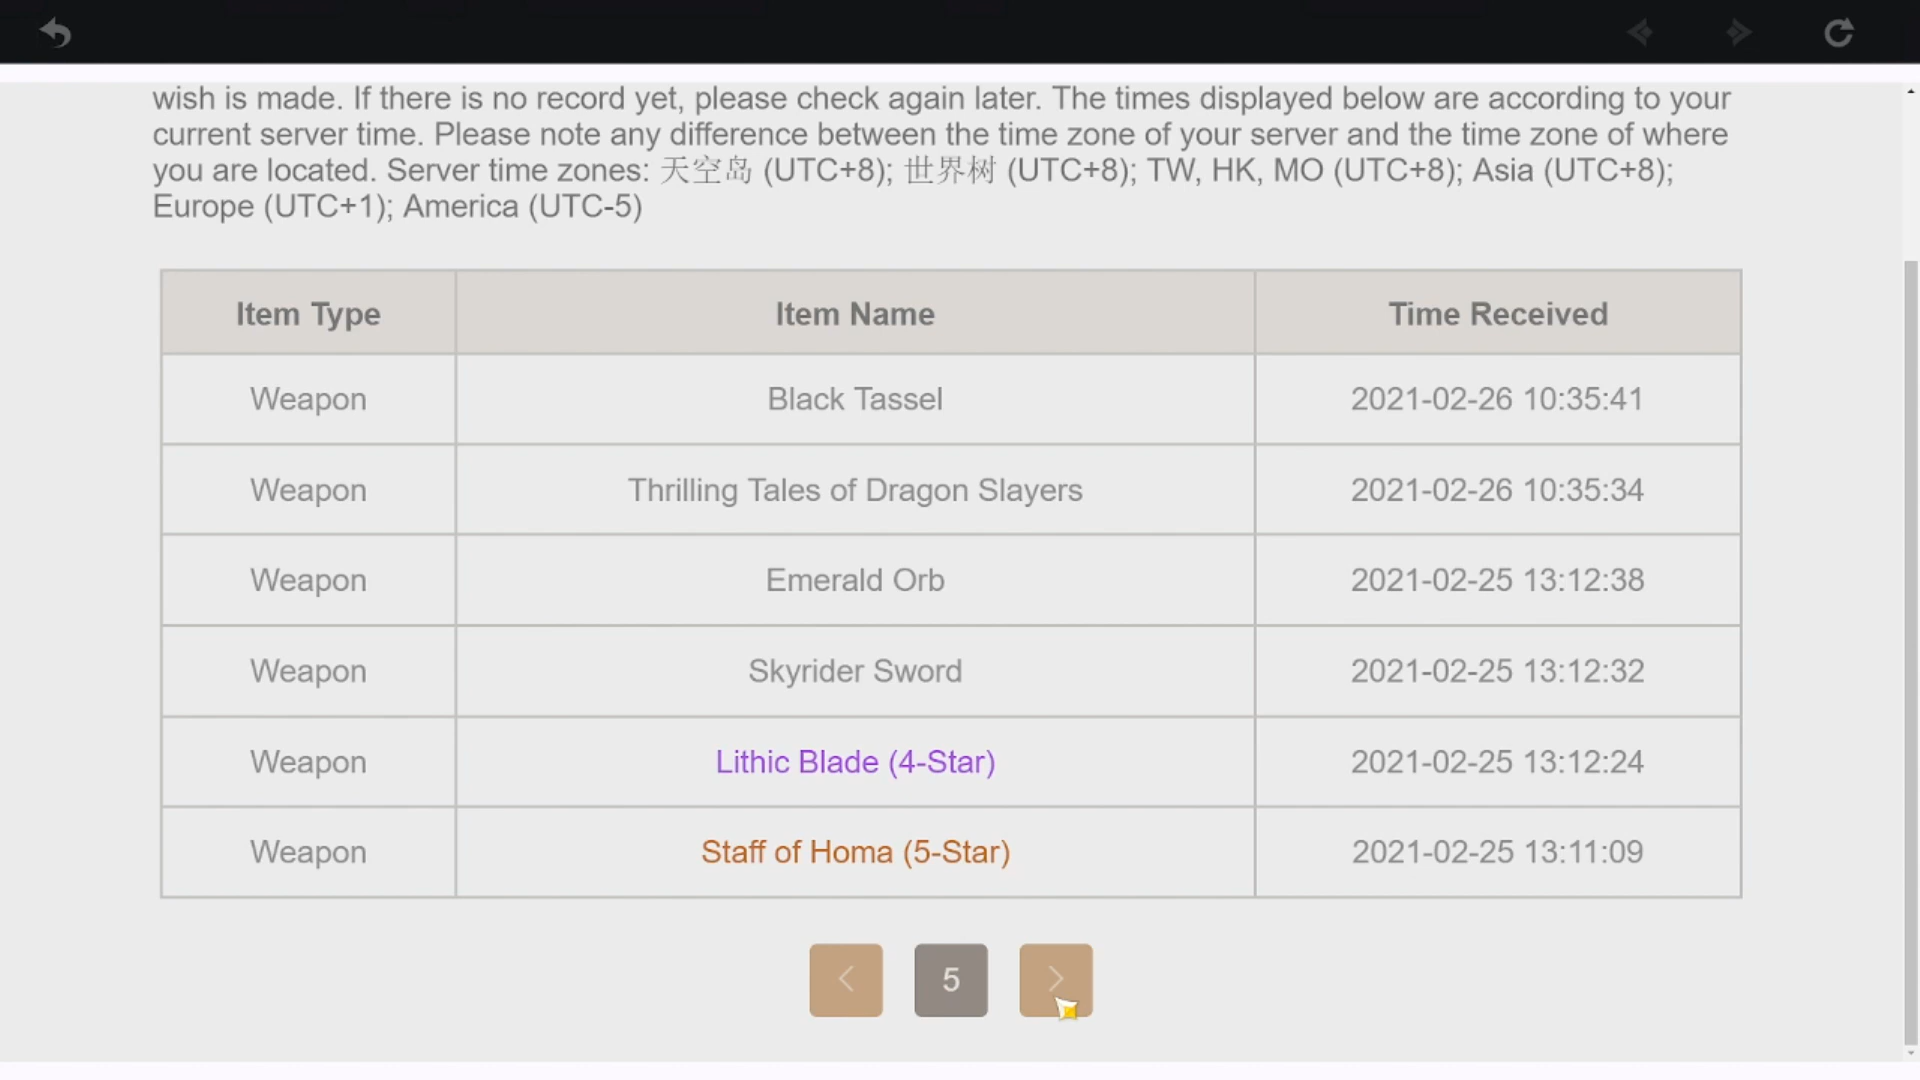 wish is made. If there is no record yet, please check again later. The times displayed below are according to your
current server time. Please note any difference between the time zone of your server and the time zone of where
you are located. Server time zones: 天空岛 (UTC+8); 世界树 (UTC+8); TW, HK, MO (UTC+8); Asia (UTC+8);
Europe (UTC+1); America (UTC-5)
Item Type Item Name Time Received
Weapon Black Tassel 2021-02-26 10:35:41
Weapon Thrilling Tales of Dragon Slayers 2021-02-26 10:35:34
Weapon Emerald Orb 2021-02-25 13:12:38
Weapon Skyrider Sword 2021-02-25 13:12:32
Weapon Lithic Blade (4-Star) 2021-02-25 13:12:24
Weapon Staff of Homa (5-Star) 2021-02-25 13:11:09
5